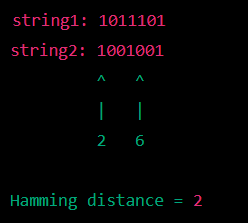 string1: 1011101
string2: 1001001
^ ^
| |
2 6
Hamming distance = 2